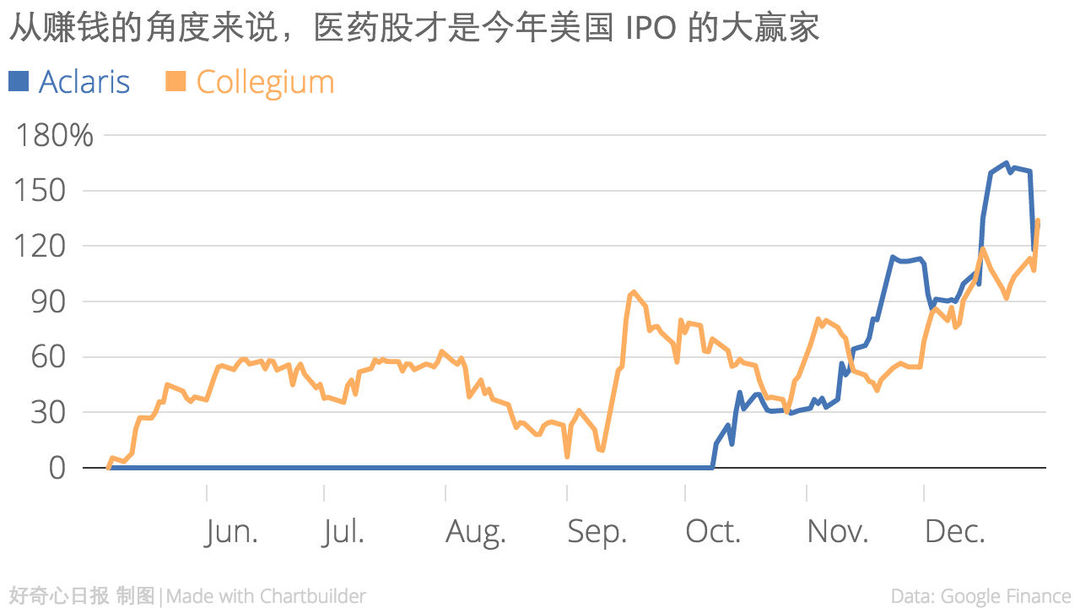 从赚钱的角度来说，医药股才是今年美国 IPO 的大赢家
Aclaris Collegium
180%
150
120
90
60
30
0
Jun. Jul. Aug. Sep. Oct. Nov. Dec.
好奇心日报 制图|Made with Chartbuilder Data: Google Finance